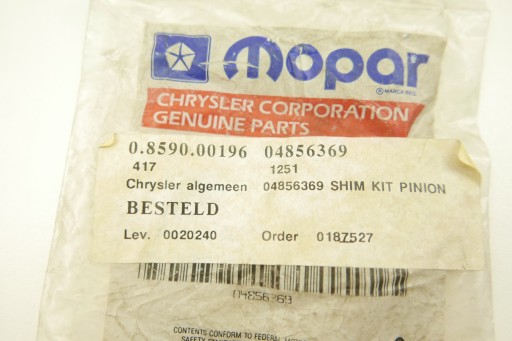 mopar
® MARCA REG.
CHRYSLER CORPORATION
GENUINE PARTS
0.8590.00196 04856369
417 1251
Chrysler algemeen 04856369 SHIM KIT PINION
BESTELD
Lev. 0020240 Order 0187527
04856369
CONTENTS CONFORM TO FEDERAL